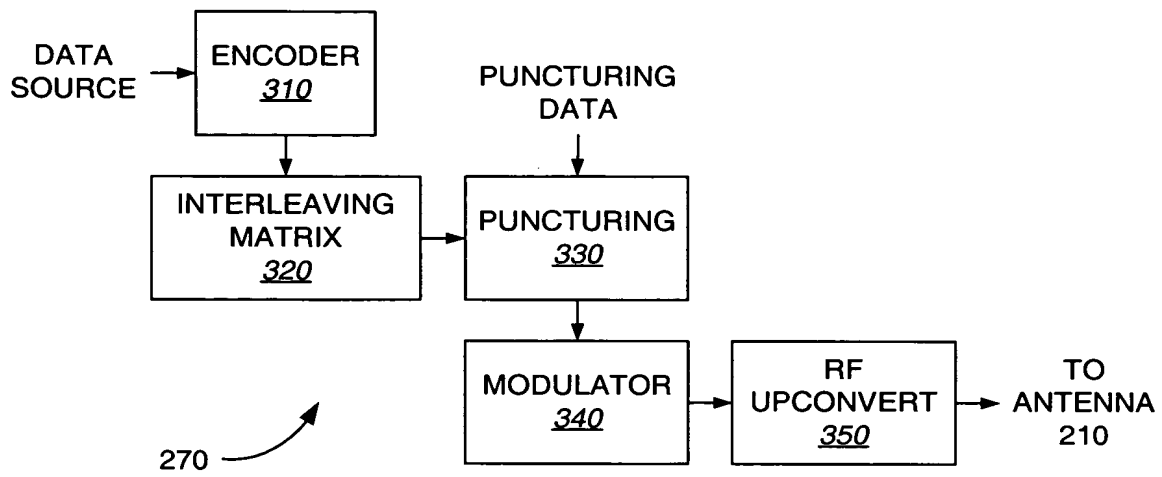 DATA
SOURCE
ENCODER
310
PUNCTURING
DATA
INTERLEAVING
MATRIX
320
PUNCTURING
330
MODULATOR
340
RF
UPCONVERT
350
TO
ANTENNA
210
270